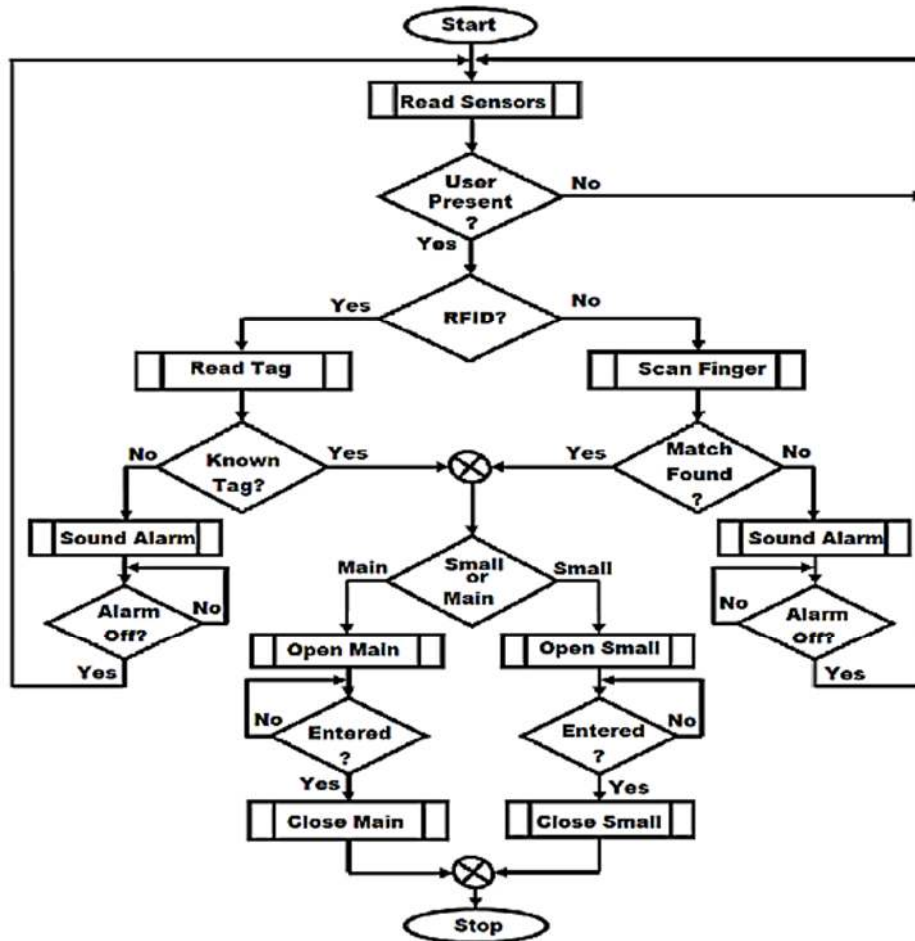 Start
Read Sensors
User
Present
?
No
Yes
RFID?
Yes
No
Read Tag
Scan Finger
No
Known
Tag?
Yes
Yes
Match
Found
?
No
Sound Alarm
Sound Alarm
Main
Small
or
Main
Small
Alarm
Off?
No
Yes
No
Alarm
Off?
Yes
Open Main
Open Small
No
Entered
?
Yes
Entered
?
No
Yes
Close Main
Close Small
Stop